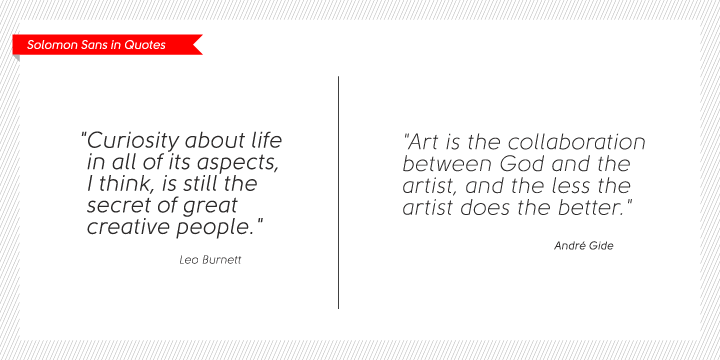 Solomon Sans in Quotes
"Curiosity about life
in all of its aspects,
I think, is still the
secret of great
creative people."
Leo Burnett
"Art is the collaboration
between God and the
artist, and the less the
artist does the better."
André Gide